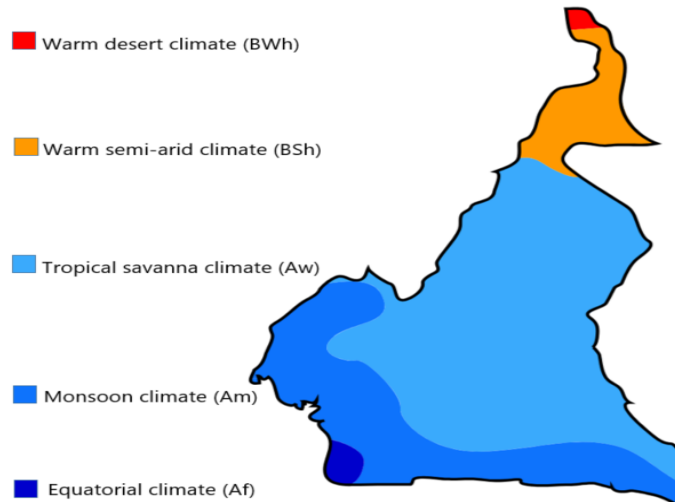 Warm desert climate (BWh)
Warm semi-arid climate (BSh)
Tropical savanna climate (Aw)
Monsoon climate (Am)
Equatorial climate (Af)